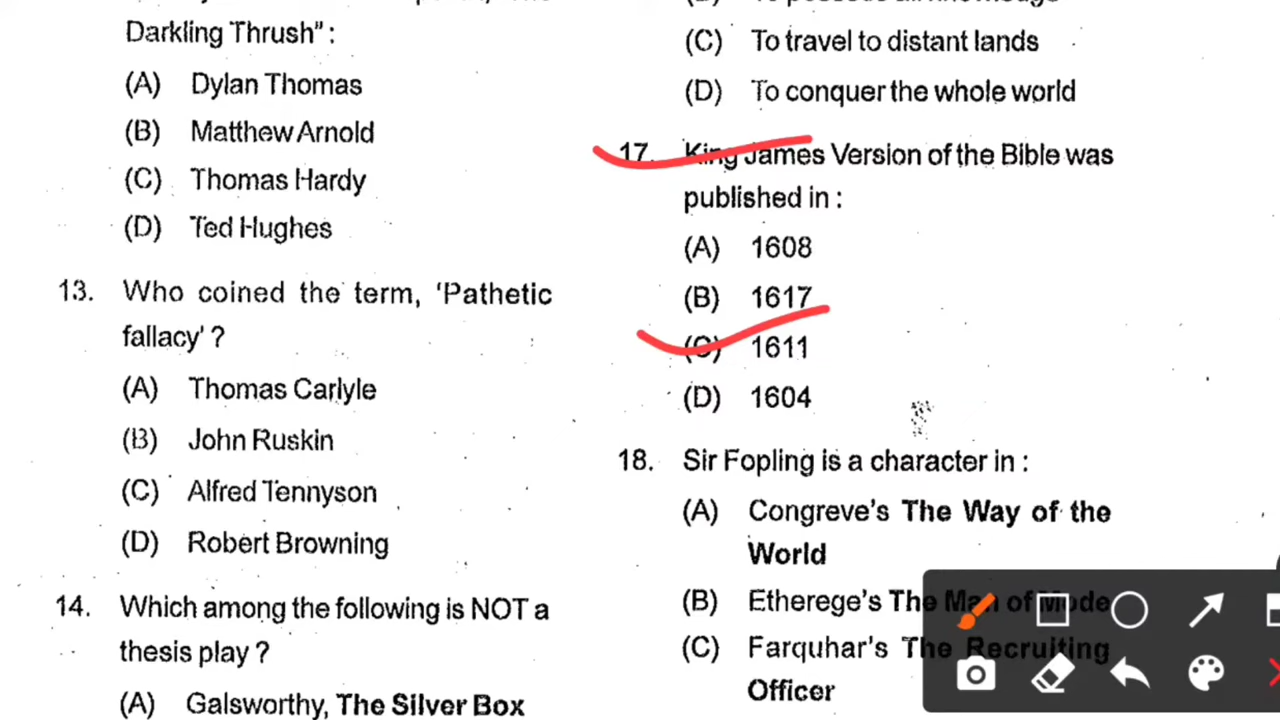 Darkling Thrush" :
(A) Dylan Thomas
(B) Matthew Arnold
(C) Thomas Hardy
(D) Ted Hughes
13. Who coined the term, 'Pathetic
fallacy' ?
(A) Thomas Carlyle
(B) John Ruskin
(C) Alfred Tennyson
(D) Robert Browning
14. Which among the following is NOT a
thesis play ?
(A) Galsworthy, The Silver Box
(C) To travel to distant lands
(D) To conquer the whole world
17. King James Version of the Bible was
published in :
(A) 1608
(B) 1617
(C) 1611
(D) 1604
18. Sir Fopling is a character in :
(A) Congreve's The Way of the
World
(B) Etherege's The Man of Mode
(C) Farquhar's The Recruiting
Officer